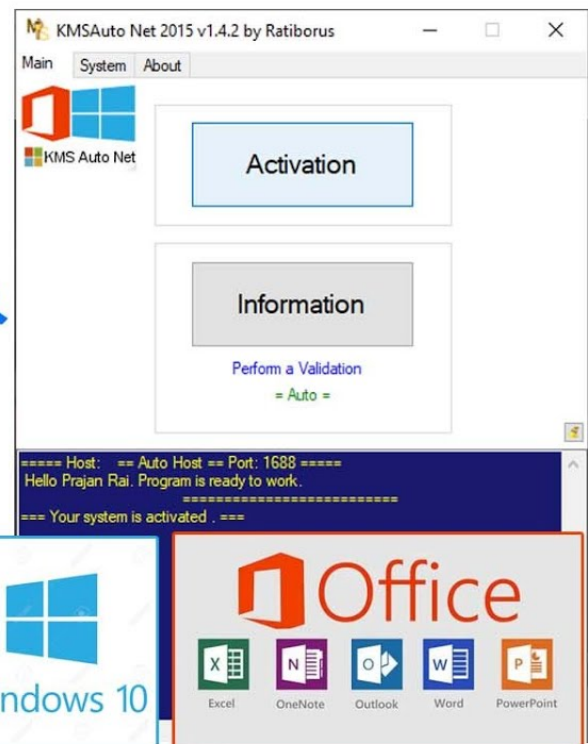 KMSAuto Net 2015 v1.4.2 by Ratiborus
Main System About
KMS Auto Net
Activation
Information
Perform a Validation
= Auto =
===== Host: == Auto Host == Port: 1688 =====
Hello Prajan Rai. Program is ready to work.
==========================
=== Your system is activated . ===
Office
Excel OneNote Outlook Word PowerPoint
ndows 10